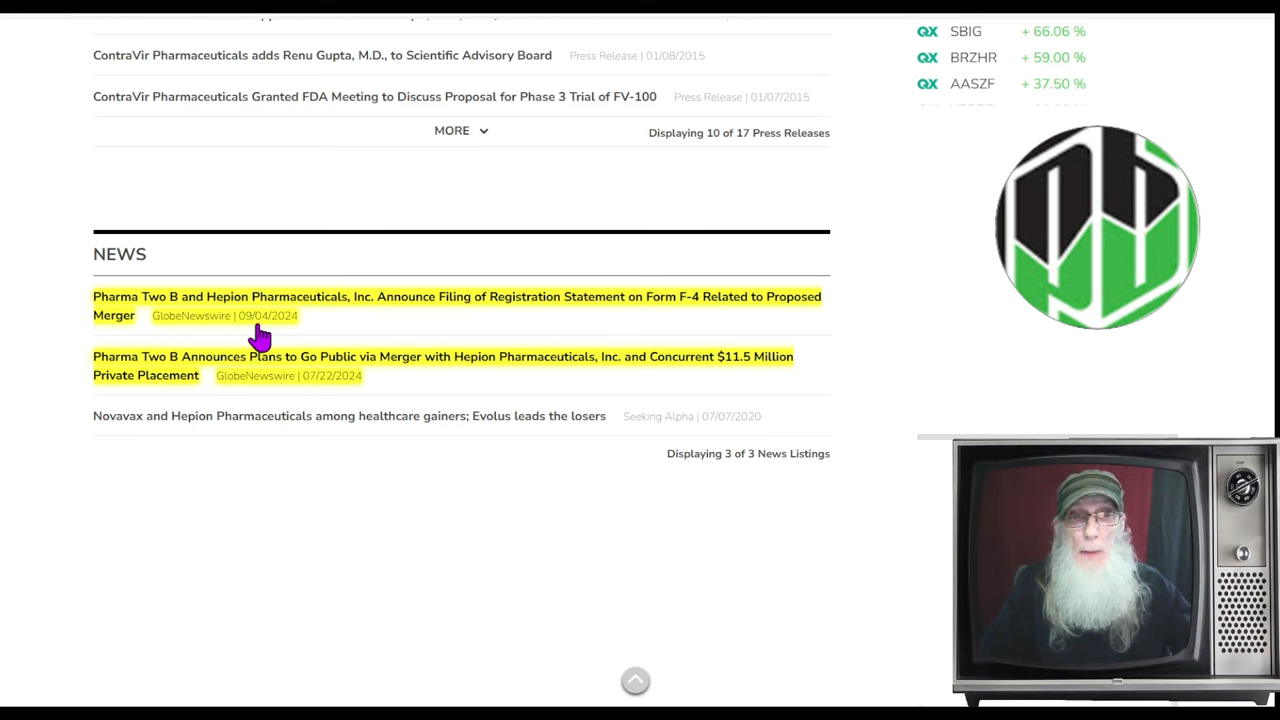 ContraVir Pharmaceuticals adds Renu Gupta, M.D., to Scientific Advisory Board Press Release | 01/08/2015
ContraVir Pharmaceuticals Granted FDA Meeting to Discuss Proposal for Phase 3 Trial of FV-100 Press Release | 01/07/2015
MORE
Displaying 10 of 17 Press Releases
NEWS
Pharma Two B and Hepion Pharmaceuticals, Inc. Announce Filing of Registration Statement on Form F-4 Related to Proposed
Merger GlobeNewswire | 09/04/2024
Pharma Two B Announces Plans to Go Public via Merger with Hepion Pharmaceuticals, Inc. and Concurrent $11.5 Million
Private Placement GlobeNewswire | 07/22/2024
Novavax and Hepion Pharmaceuticals among healthcare gainers; Evolus leads the losers Seeking Alpha | 07/07/2020
Displaying 3 of 3 News Listings
QX SBIG + 66.06 %
QX BRZHR + 59.00 %
QX AASZF + 37.50 %